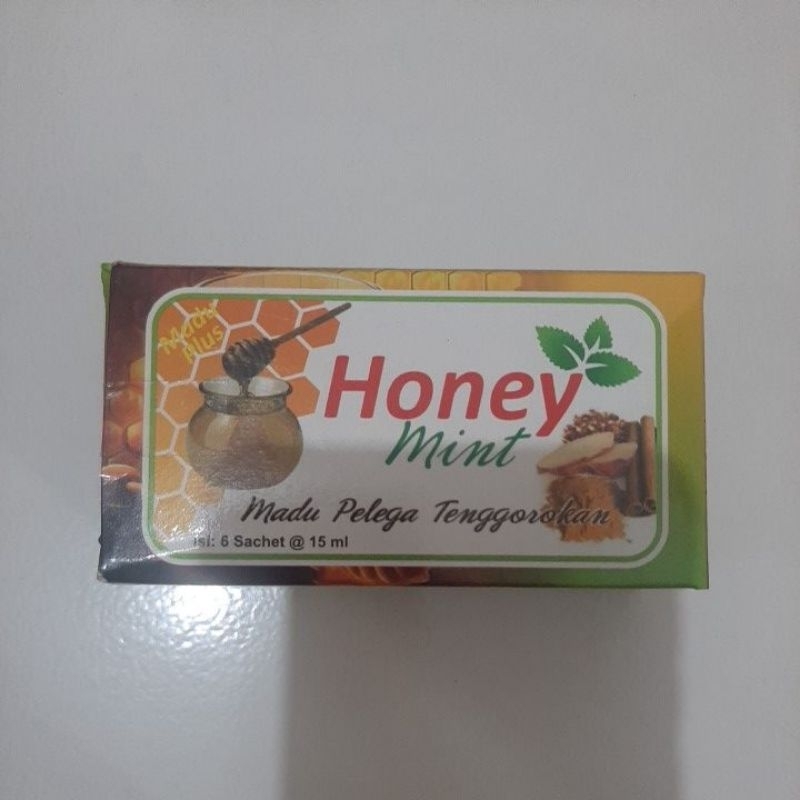 Madu
Plus
Honey
mint
Madu Pelega Tenggorokan
Isi: 6 Sachet @ 15 ml